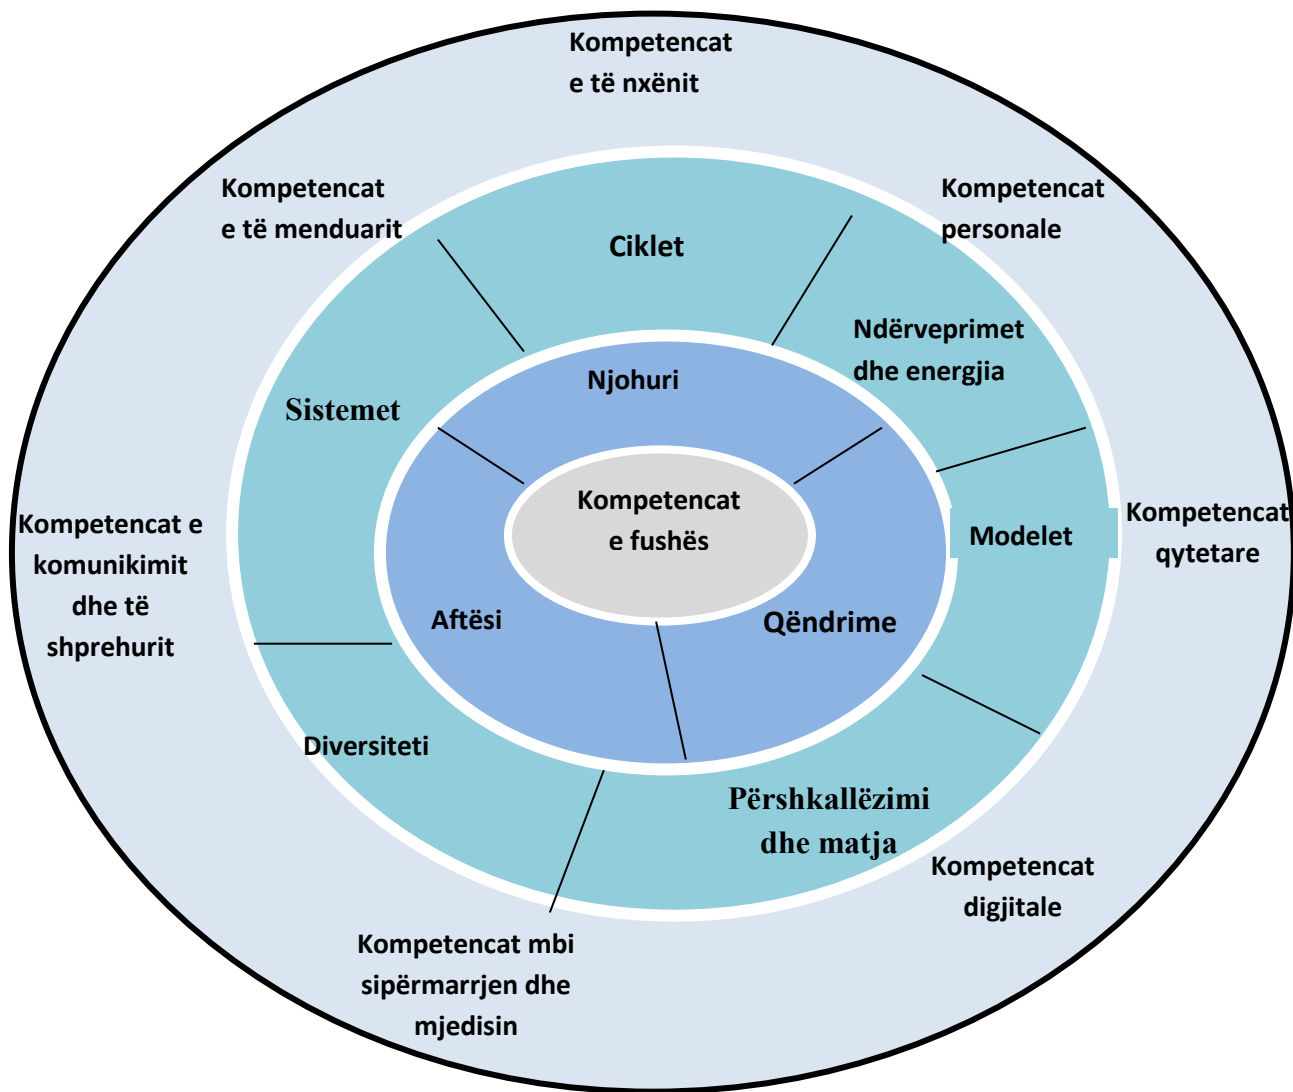 Kompetencat
e të nxënit
Kompetencat
e të menduarit
Kompetencat
personale
Ciklet
Ndërveprimet
dhe energjia
Njohuri
Sistemet
Kompetencat
e fushës
Modelet
Kompetencat
qytetare
Kompetencat e
komunikimit
dhe të
shprehurit
Aftësi
Qëndrime
Diversiteti
Përshkallëzimi
dhe matja
Kompetencat
digjitale
Kompetencat mbi
sipërmarrjen dhe
mjedisin